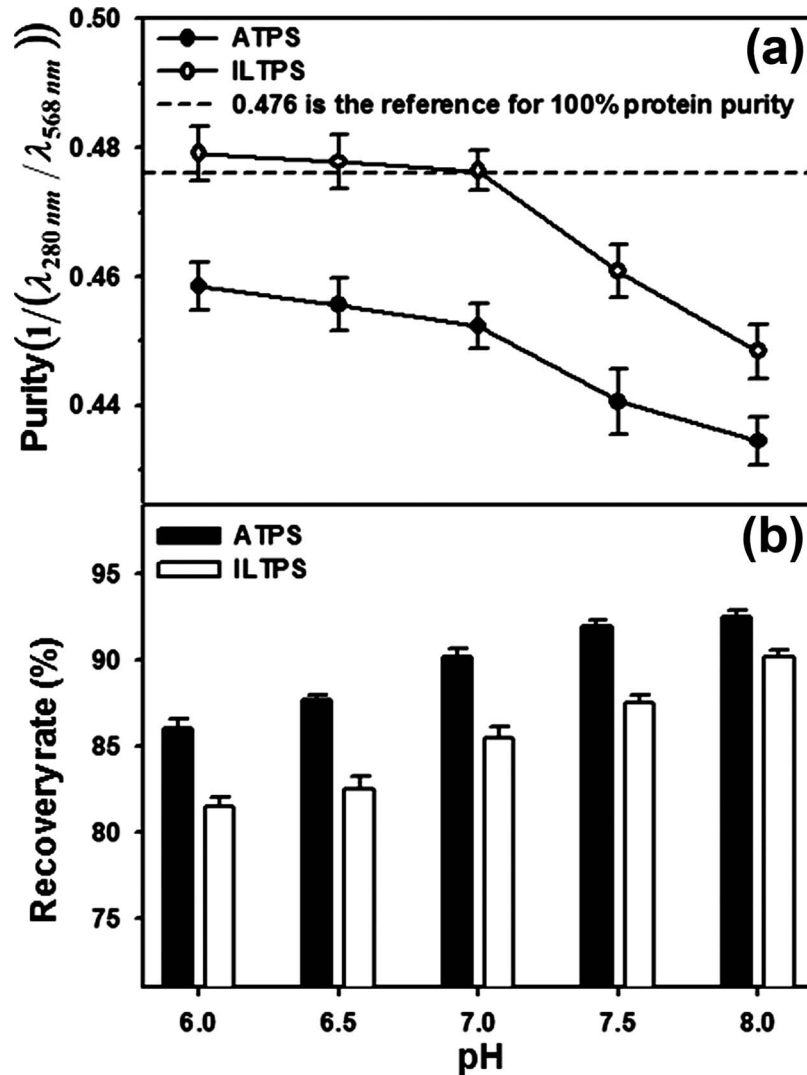 0.50
(a)
ATPS
ILTPS
0.476 is the reference for 100% protein purity
0.48
0.46
0.44
Purity(1/(λ280 nm / λ568 nm))
(b)
ATPS
ILTPS
95
90
85
80
75
Recovery rate (%)
6.0 6.5 7.0 7.5 8.0
pH